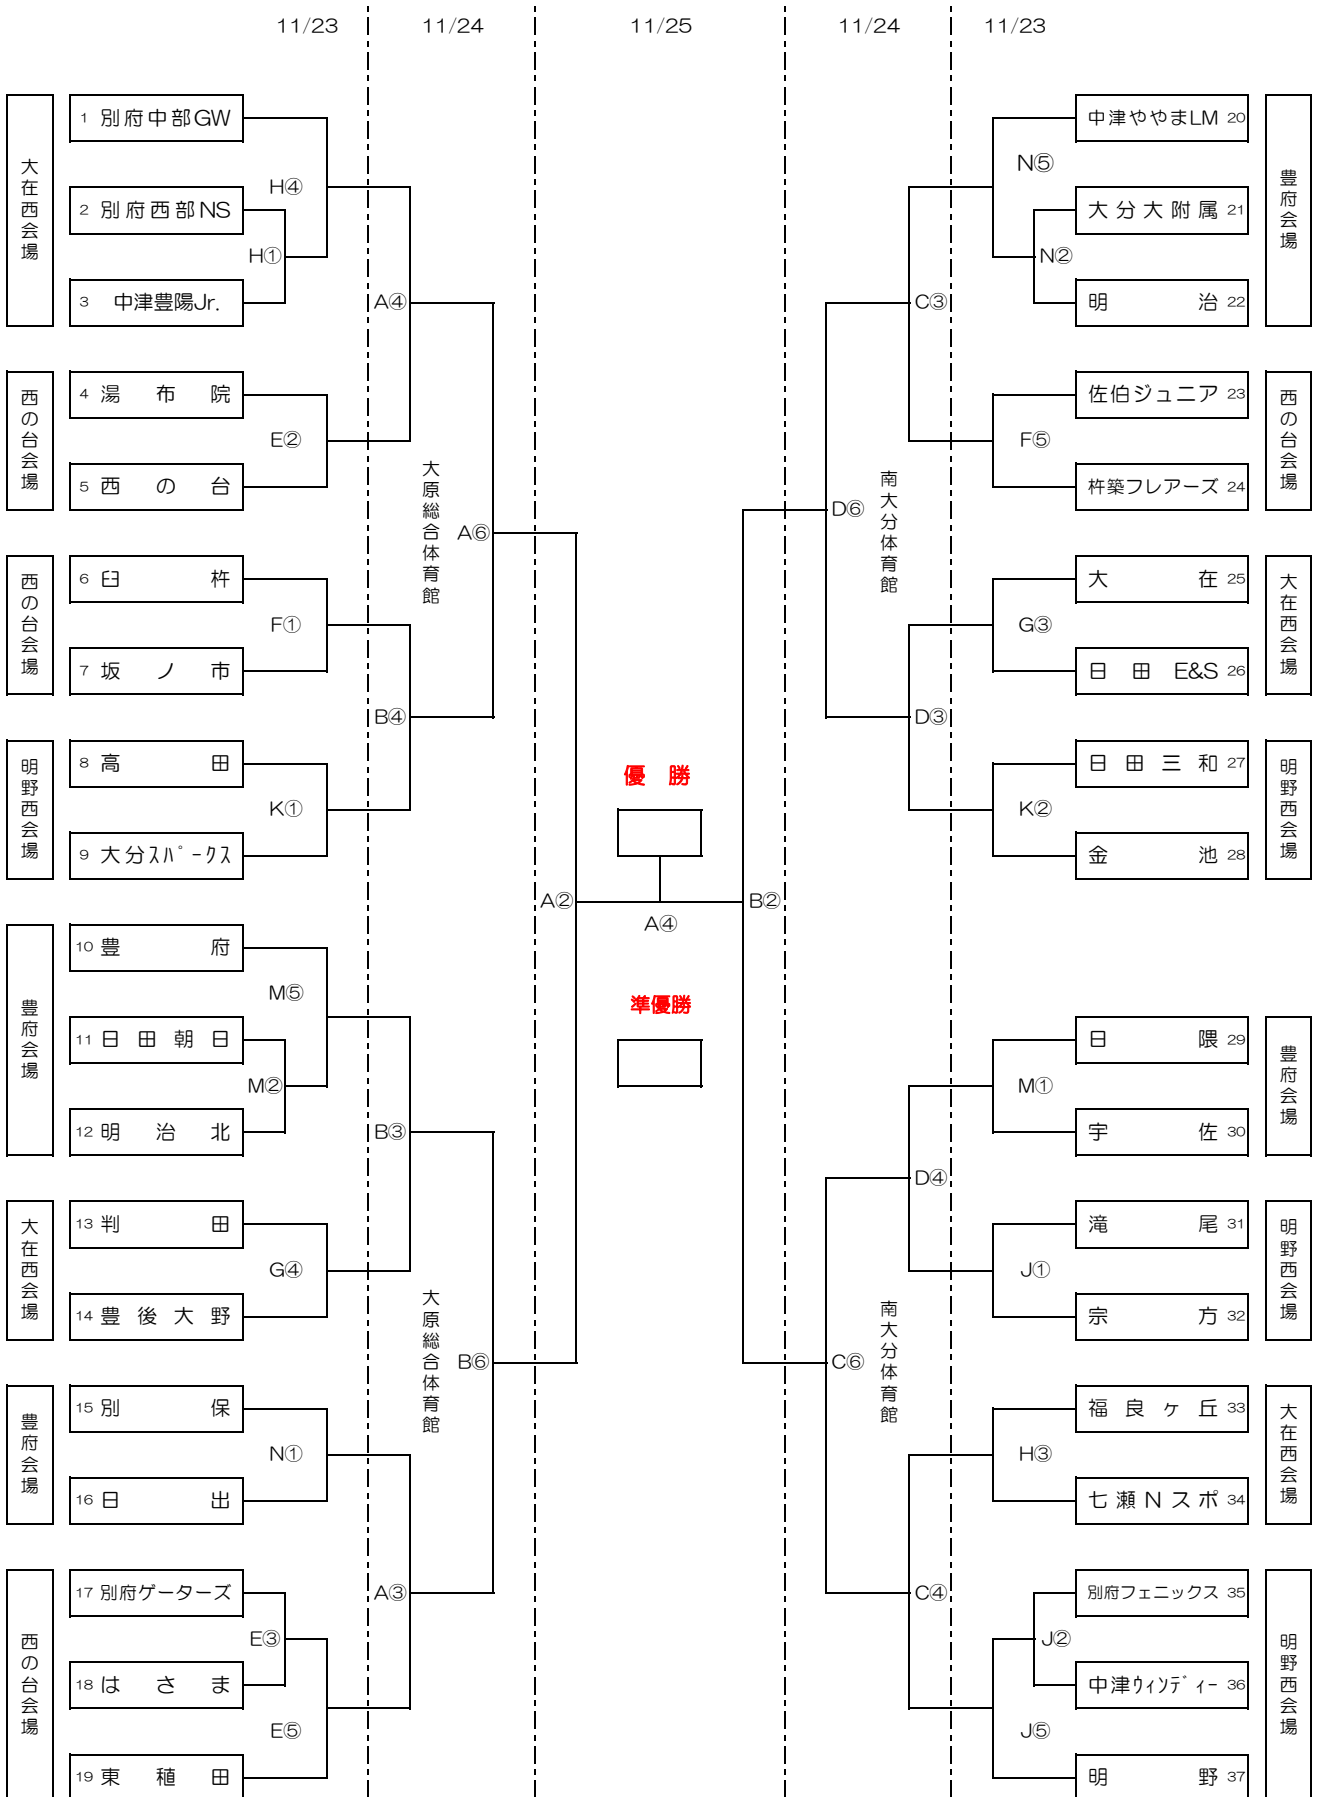 11/23 11/24 11/25 11/24 11/23
大在西会場
1 別府中部GW
2 別府西部NS
3 中津豊陽Jr.
H④
H①
西の台会場
4 湯布院
5 西の台
E②
A④
西の台会場
6 臼杵
7 坂ノ市
F①
明野西会場
8 高田
9 大分スパークス
K①
B④
大原総合体育館
A⑥
豊府会場
10 豊府
11 日田朝日
12 明治北
M⑤
M②
大在西会場
13 判田
14 豊後大野
G④
B③
豊府会場
15 別保
16 日出
N①
西の台会場
17 別府ゲーターズ
18 はさま
19 東稙田
E③
E⑤
A③
大原総合体育館
B⑥
A②
優 勝
A④
準優勝
B②
中津ややまLM 20
大分大附属 21
明治 22
豊府会場
N⑤
N②
佐伯ジュニア 23
杵築フレアーズ 24
西の台会場
F⑤
C③
南大分体育館
D⑥
大在 25
日田E&S 26
大在西会場
G③
日田三和 27
金池 28
明野西会場
K②
D③
日隈 29
宇佐 30
豊府会場
M①
滝尾 31
宗方 32
明野西会場
J①
D④
南大分体育館
C⑥
福良ヶ丘 33
七瀬Nスポ 34
大在西会場
H③
別府フェニックス 35
中津ウィンディー 36
明野 37
明野西会場
J②
J⑤
C④